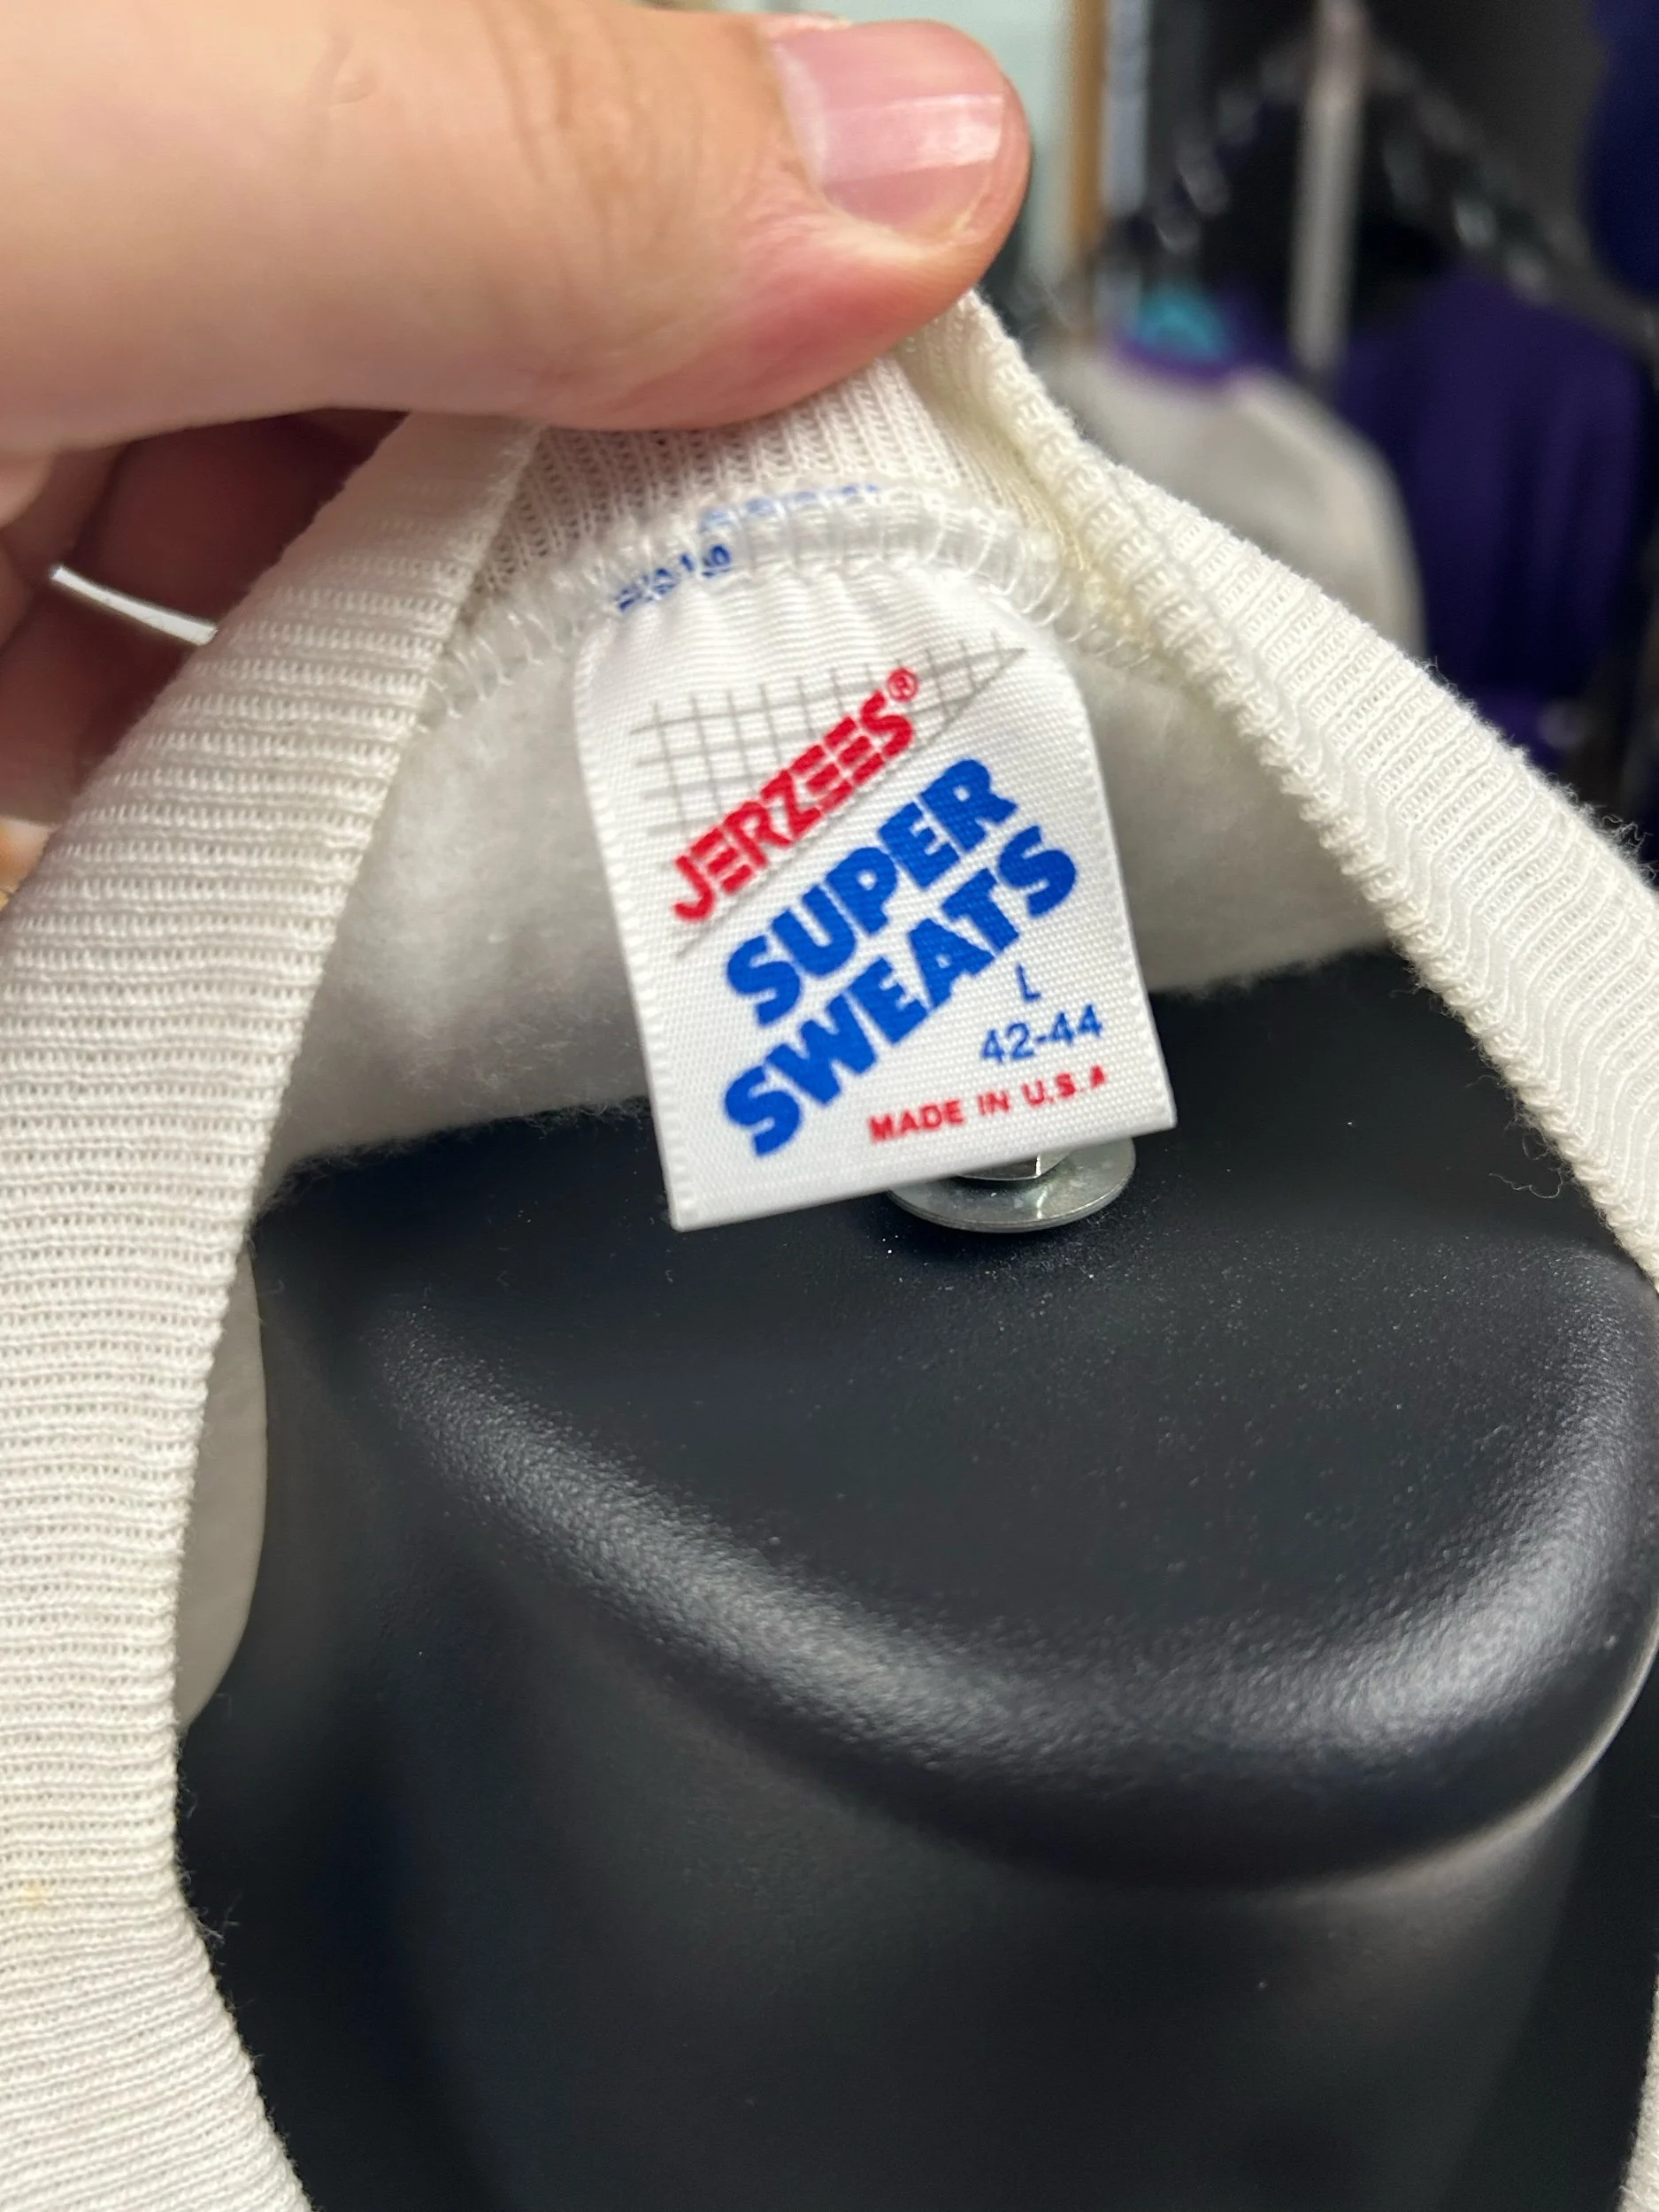 JERZEES®
SUPER
SWEATS
L
42-44
MADE IN U.S.A